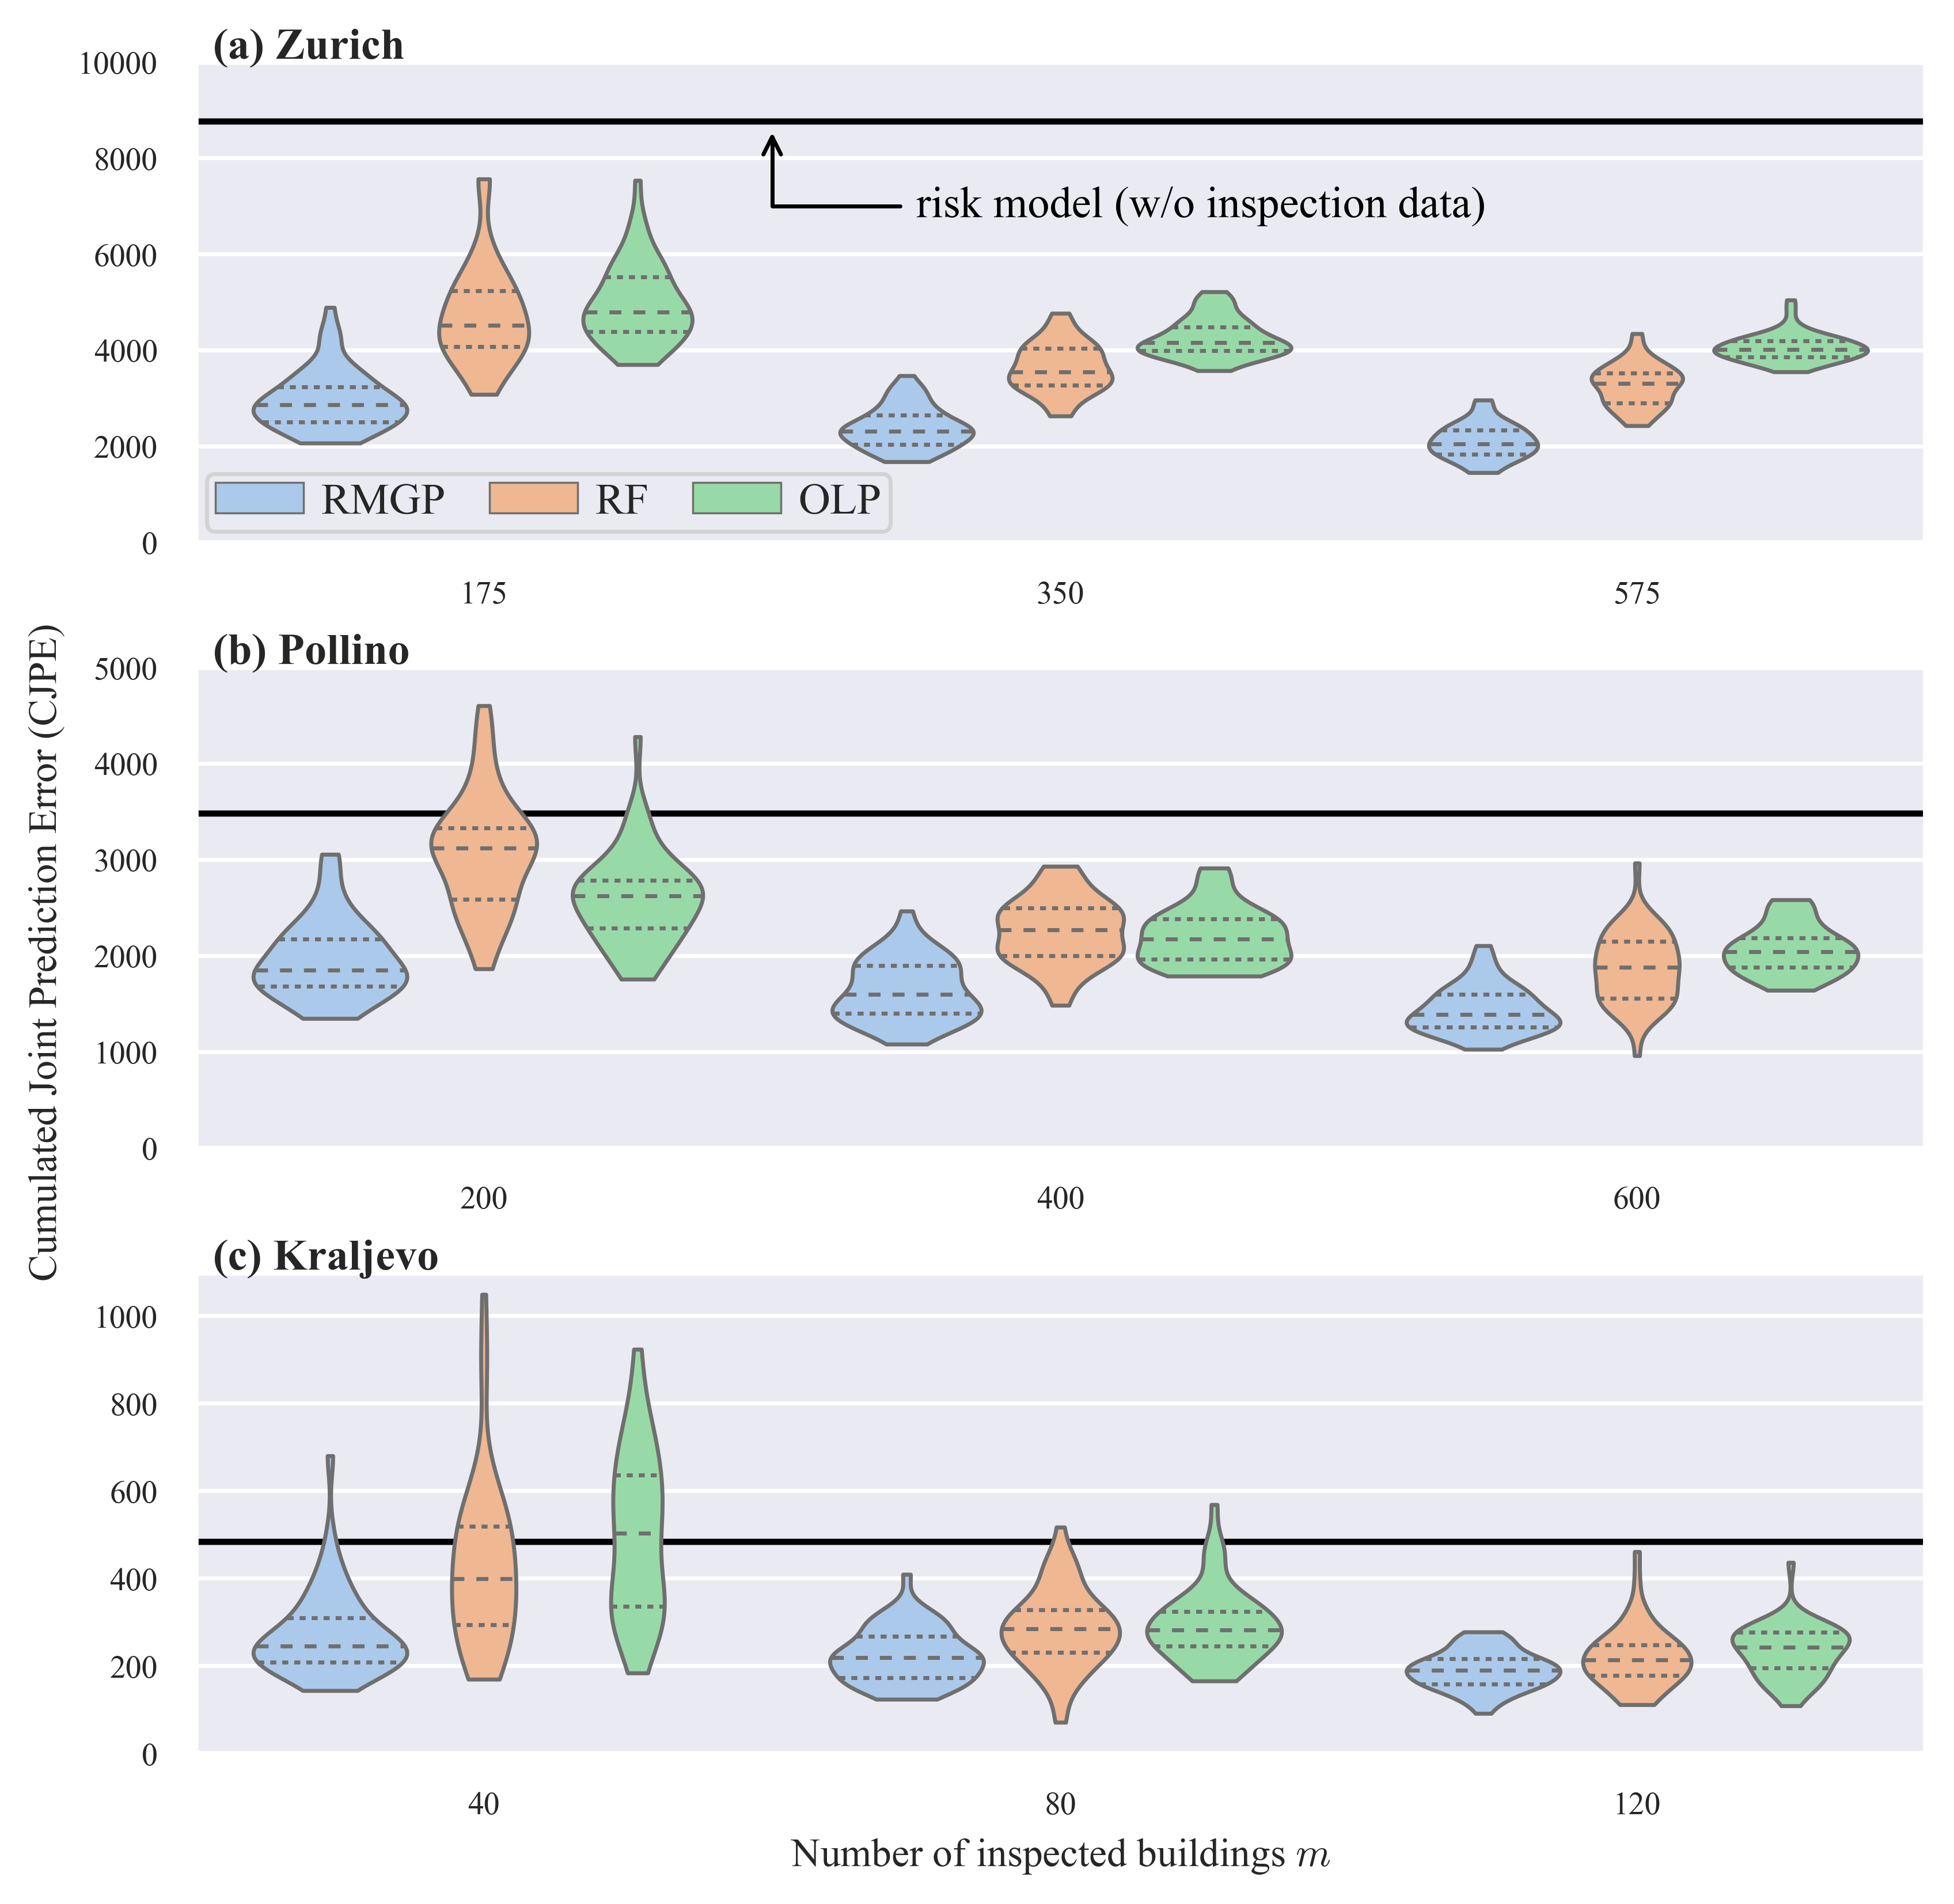 (a) Zurich
10000
8000
6000
4000
2000
0
risk model (w/o inspection data)
RMGP RF OLP
175 350 575
Cumulated Joint Prediction Error (CJPE)
(b) Pollino
5000
4000
3000
2000
1000
0
200 400 600
(c) Kraljevo
1000
800
600
400
200
0
40 80 120
Number of inspected buildings m